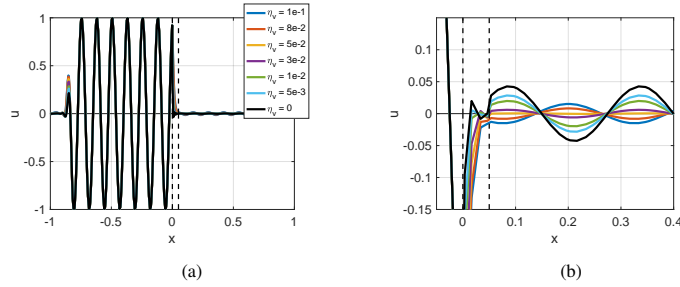 1
0.5
0
-0.5
-1
-1
-0.5
0
0.5
1
u
x
η_v = 1e-1
η_v = 8e-2
η_v = 5e-2
η_v = 3e-2
η_v = 1e-2
η_v = 5e-3
η_v = 0
(a)
0.15
0.1
0.05
0
-0.05
-0.1
-0.15
0
0.1
0.2
0.3
0.4
u
x
(b)